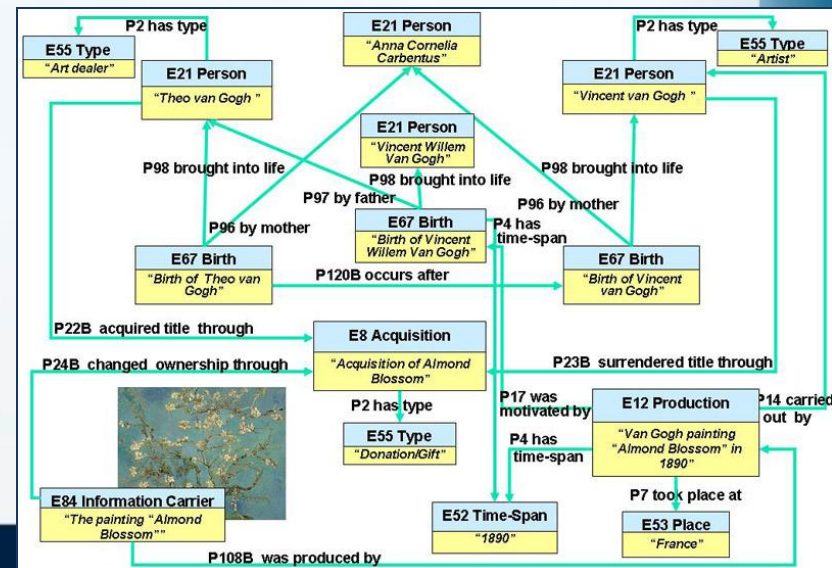 P2 has type
E21 Person
"Anna Cornelia
Carbentus"
P2 has type
E55 Type
"Art dealer"
E21 Person
"Theo van Gogh "
E21 Person
"Vincent van Gogh "
E55 Type
"Artist"
E21 Person
"Vincent Willem
Van Gogh"
P98 brought into life
P97 by father
P98 brought into life
P98 brought into life
P96 by mother
P96 by mother
P4 has
time-span
E67 Birth
"Birth of Theo van
Gogh"
E67 Birth
"Birth of Vincent
Willem Van Gogh"
E67 Birth
"Birth of Vincent
van Gogh"
P120B occurs after
P22B acquired title through
E8 Acquisition
"Acquisition of Almond
Blossom"
P24B changed ownership through
P23B surrendered title through
P2 has type
E55 Type
"Donation/Gift"
P17 was
motivated by
E12 Production
"Van Gogh painting
"Almond Blossom" in
1890"
P14 carried
out by
P4 has
time-span
P7 took place at
E84 Information Carrier
"The painting "Almond
Blossom""
E52 Time-Span
"1890"
E53 Place
"France"
P108B was produced by